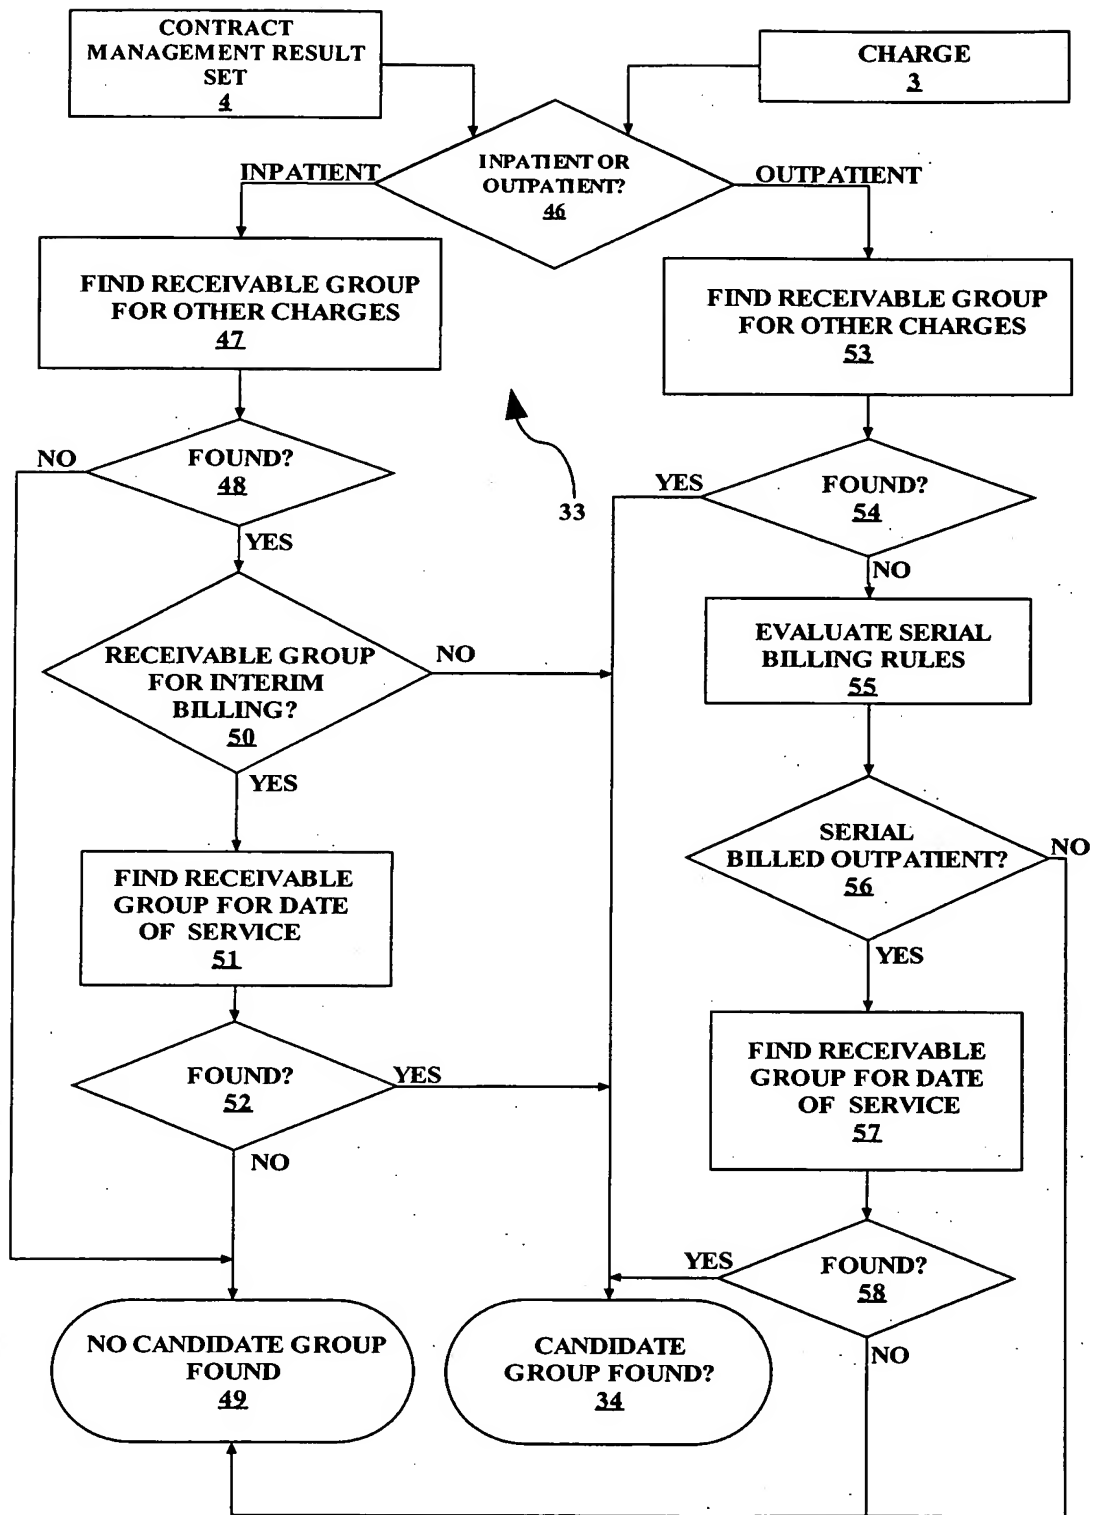 CONTRACT
MANAGEMENT RESULT
SET
4
CHARGE
3
INPATIENT OR
OUTPATIENT?
46
INPATIENT
OUTPATIENT
FIND RECEIVABLE GROUP
FOR OTHER CHARGES
47
FIND RECEIVABLE GROUP
FOR OTHER CHARGES
53
NO
FOUND?
48
YES
33
YES
FOUND?
54
NO
RECEIVABLE GROUP
FOR INTERIM
BILLING?
50
NO
YES
EVALUATE SERIAL
BILLING RULES
55
SERIAL
BILLED OUTPATIENT?
56
NO
YES
FIND RECEIVABLE
GROUP FOR DATE
OF SERVICE
51
FOUND?
52
YES
NO
FIND RECEIVABLE
GROUP FOR DATE
OF SERVICE
57
YES
FOUND?
58
NO
NO CANDIDATE GROUP
FOUND
49
CANDIDATE
GROUP FOUND?
34